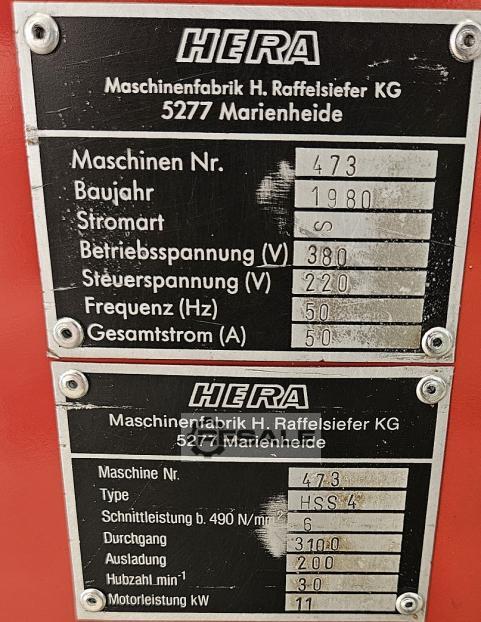 HERA
Maschinenfabrik H. Raffelsiefer KG
5277 Marienheide
Maschinen Nr. 473
Baujahr 1980
Stromart S
Betriebsspannung (V) 380
Steuerspannung (V) 220
Frequenz (Hz) 50
Gesamtstrom (A) 50
HERA
Maschinenfabrik H. Raffelsiefer KG
5277 Marienheide
Maschine Nr. 473
Type HSS 4
Schnittleistung b. 490 N/mm² 6
Durchgang 3100
Ausladung 200
Hubzahl min⁻¹ 30
Motorleistung kW 11